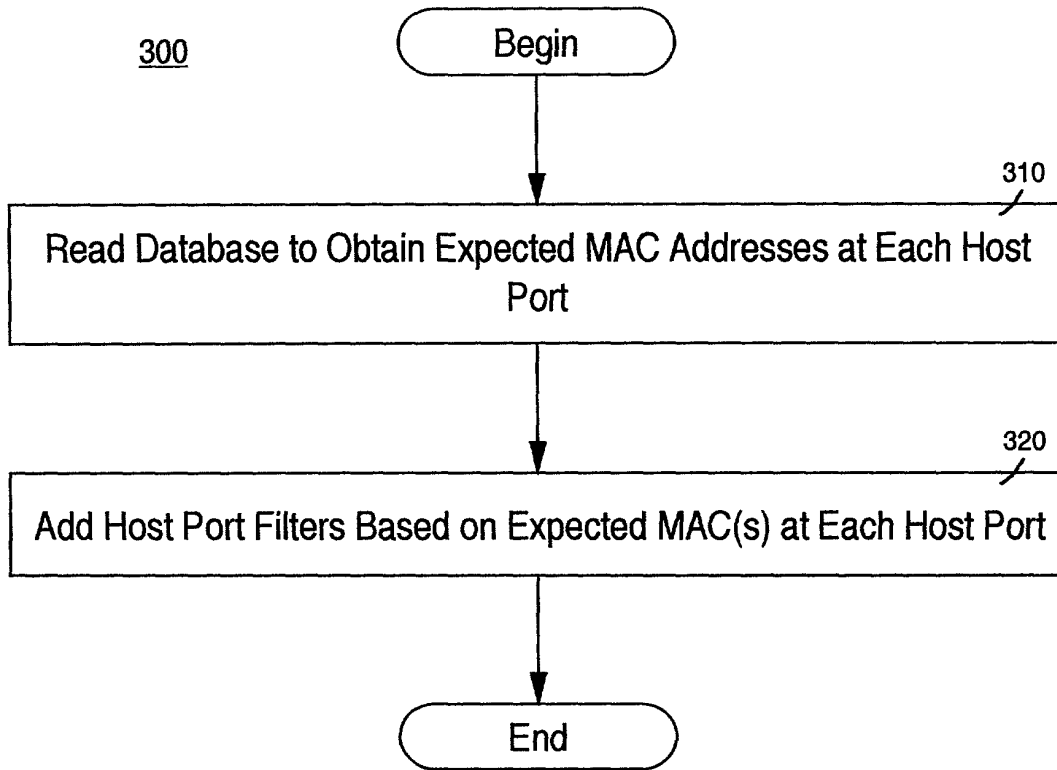 300
Begin
310
Read Database to Obtain Expected MAC Addresses at Each Host
Port
320
Add Host Port Filters Based on Expected MAC(s) at Each Host Port
End